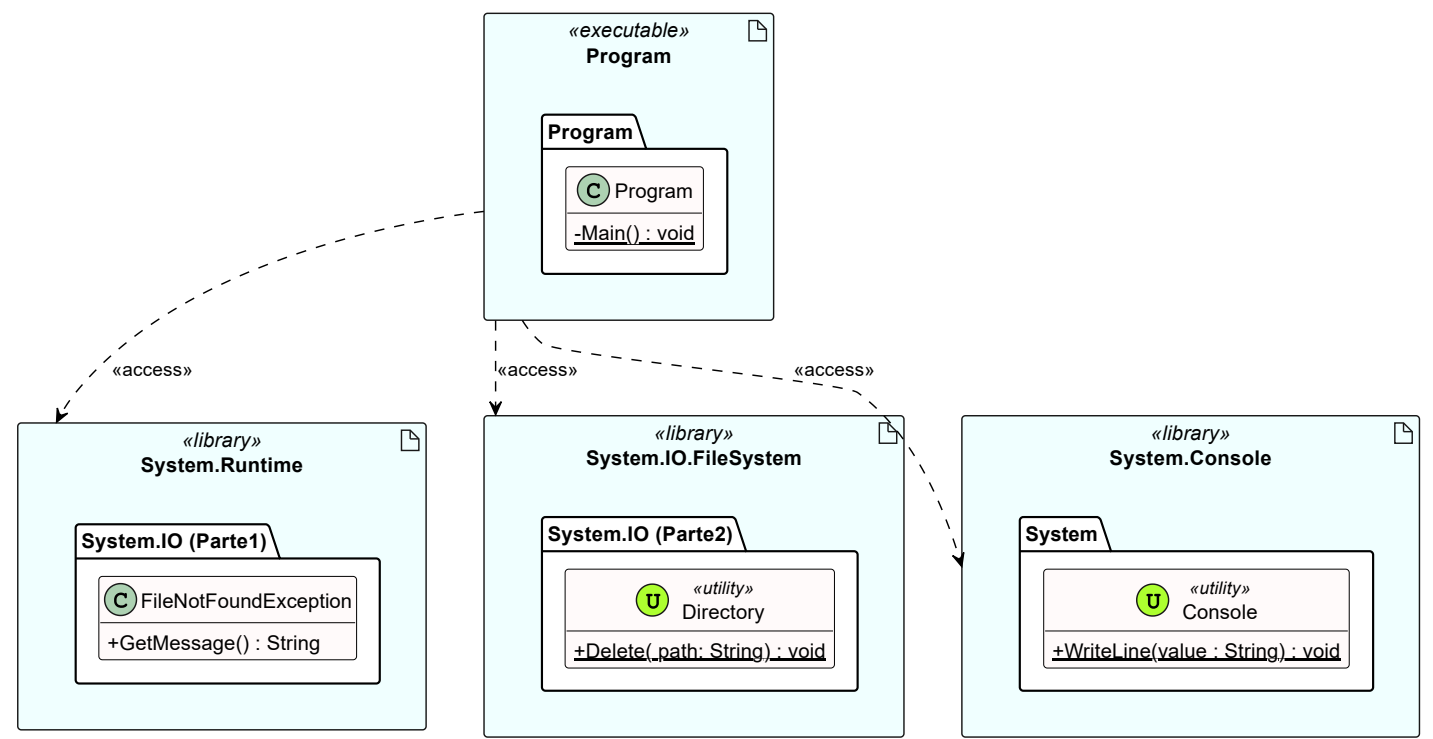 «executable»
Program
Program
C Program
-Main() : void
«access»
«access»
«access»
«library»
System.Runtime
System.IO (Parte1)
C FileNotFoundException
+GetMessage() : String
«library»
System.IO.FileSystem
System.IO (Parte2)
U «utility»
Directory
+Delete( path: String) : void
«library»
System.Console
System
U «utility»
Console
+WriteLine(value : String) : void